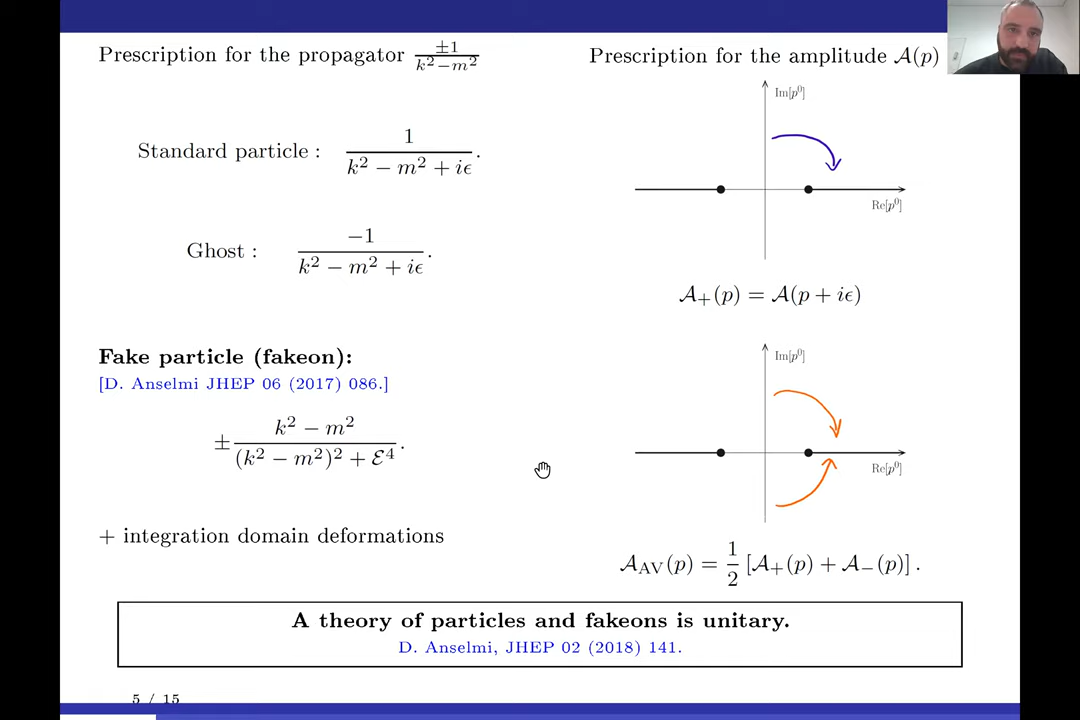 Prescription for the propagator ±1 / k² − m²
Standard particle : 1 / k² − m² + iϵ .
Ghost : −1 / k² − m² + iϵ .
Fake particle (fakeon):
[D. Anselmi JHEP 06 (2017) 086.]
± k² − m² / (k² − m²)² + ℰ⁴ .
+ integration domain deformations
Prescription for the amplitude 𝒜(p)
Im[p⁰]
Re[p⁰]
𝒜₊(p) = 𝒜(p + iϵ)
Im[p⁰]
Re[p⁰]
𝒜_AV(p) = 1/2 [𝒜₊(p) + 𝒜₋(p)] .
A theory of particles and fakeons is unitary.
D. Anselmi, JHEP 02 (2018) 141.
5 / 15